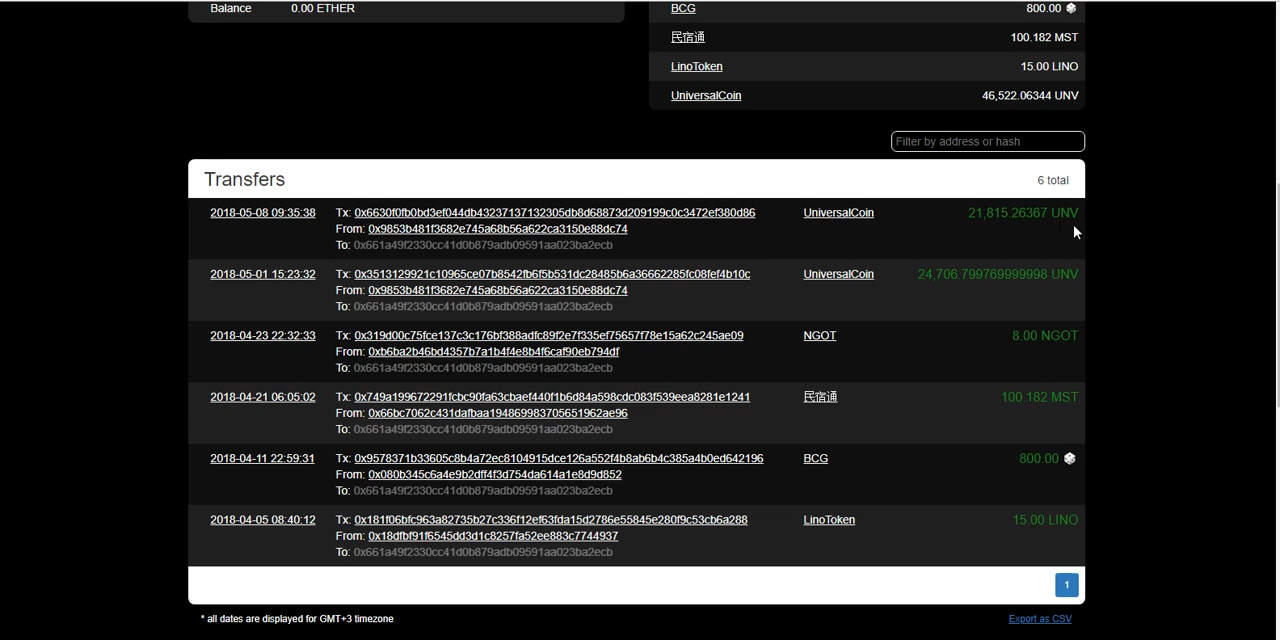 Balance 0.00 ETHER
BCG 800.00
民宿通 100.182 MST
LinoToken 15.00 LINO
UniversalCoin 46,522.06344 UNV
Filter by address or hash
Transfers 6 total
2018-05-08 09:35:38 Tx: 0x6630f0fb0bd3ef044db43237137132305db8d68873d209199c0c3472ef380d86 UniversalCoin 21,815.26367 UNV
From: 0x9853b481f3682e745a68b56a622ca3150e88dc74
To: 0x661a49f2330cc41d0b879adb09591aa023ba2ecb
2018-05-01 15:23:32 Tx: 0x3513129921c10965ce07b8542fb6f5b531dc28485b6a36662285fc08fef4b10c UniversalCoin 24,706.799769999998 UNV
From: 0x9853b481f3682e745a68b56a622ca3150e88dc74
To: 0x661a49f2330cc41d0b879adb09591aa023ba2ecb
2018-04-23 22:32:33 Tx: 0x319d00c75fce137c3c176bf388adfc89f2e7f335ef75657f78e15a62c245ae09 NGOT 8.00 NGOT
From: 0xb6ba2b46bd4357b7a1b4f4e8b4f6caf90eb794df
To: 0x661a49f2330cc41d0b879adb09591aa023ba2ecb
2018-04-21 06:05:02 Tx: 0x749a199672291fcbc90fa63cbaef440f1b6d84a598cdc083f539eea8281e1241 民宿通 100.182 MST
From: 0x66bc7062c431dafbaa194869983705651962ae96
To: 0x661a49f2330cc41d0b879adb09591aa023ba2ecb
2018-04-11 22:59:31 Tx: 0x9578371b33605c8b4a72ec8104915dce126a552f4b8ab6b4c385a4b0ed642196 BCG 800.00
From: 0x080b345c6a4e9b2dff4f3d754da614a1e8d9d852
To: 0x661a49f2330cc41d0b879adb09591aa023ba2ecb
2018-04-05 08:40:12 Tx: 0x181f06bfc963a82735b27c336f12ef63fda15d2786e55845e280f9c53cb6a288 LinoToken 15.00 LINO
From: 0x18dfbf91f6545dd3d1c8257fa52ee883c7744937
To: 0x661a49f2330cc41d0b879adb09591aa023ba2ecb
1
* all dates are displayed for GMT+3 timezone Export as CSV